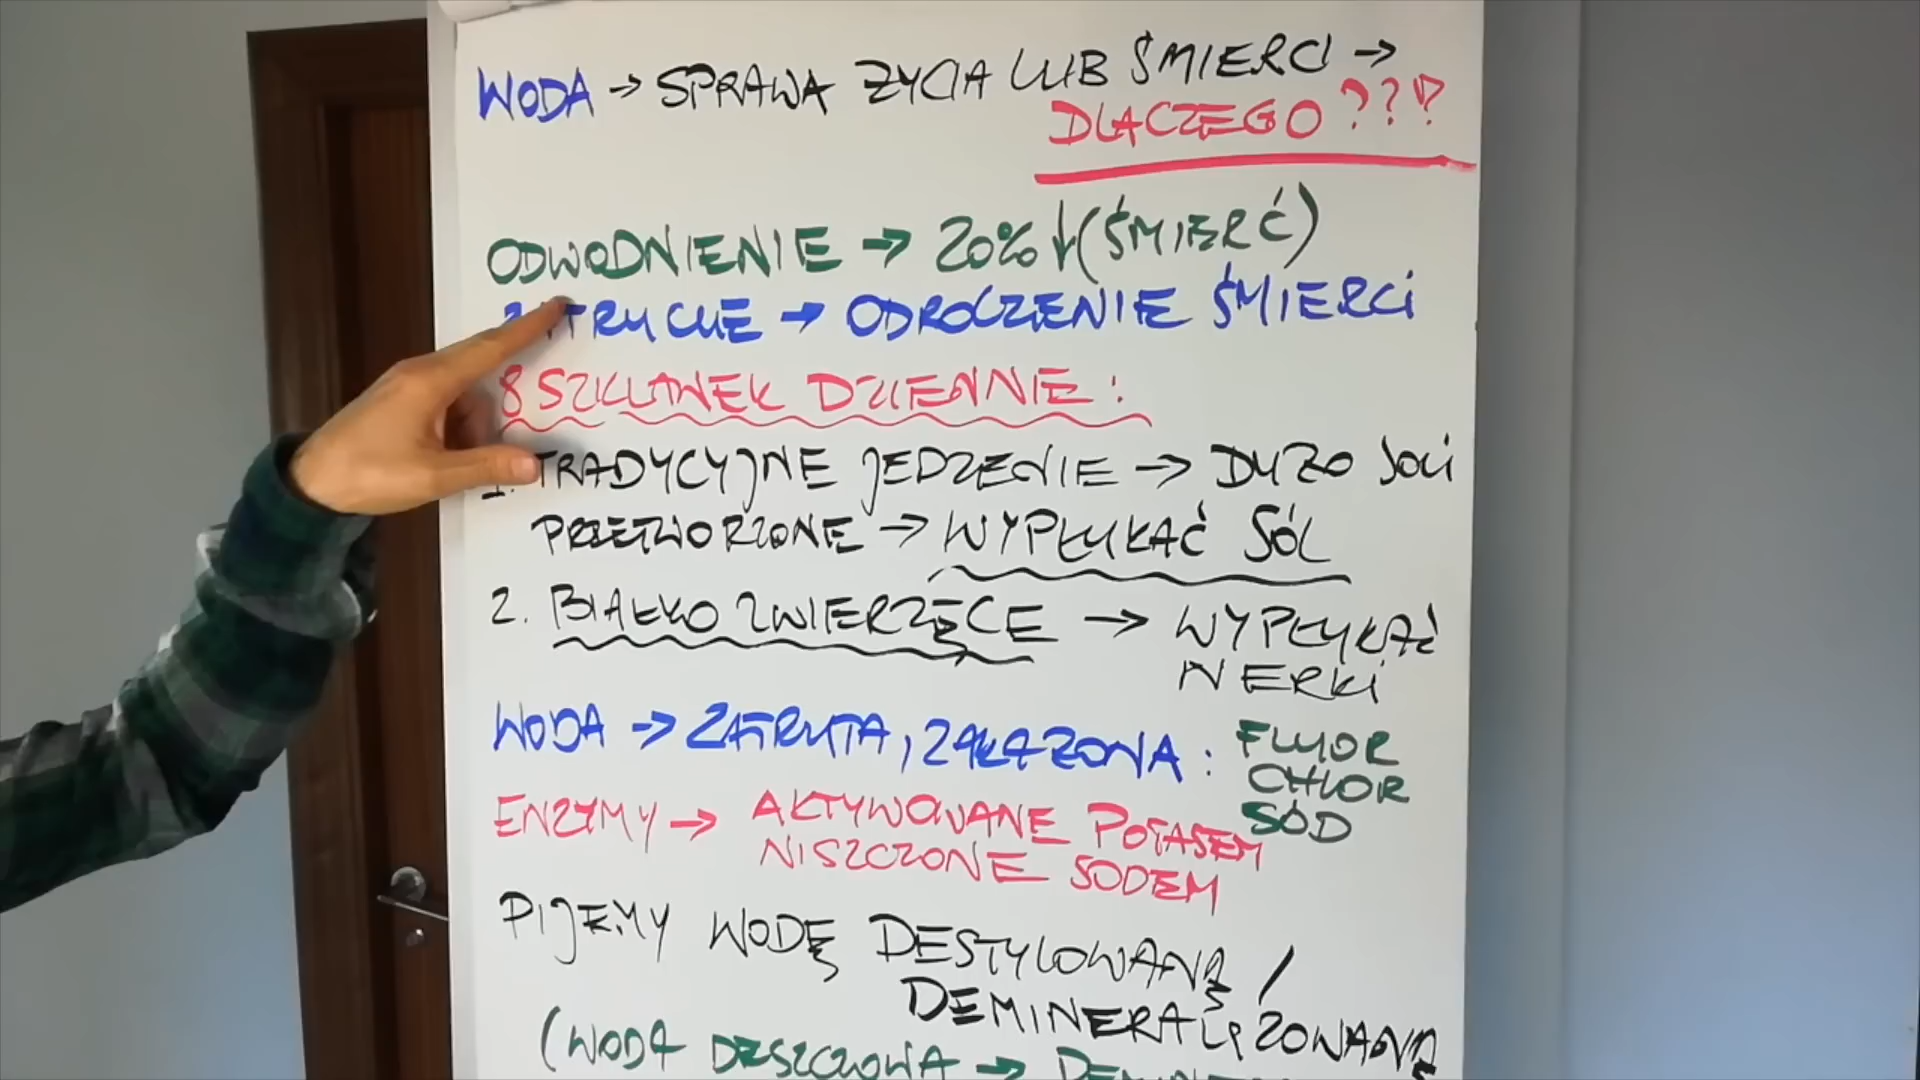 WODA → SPRAWA ŻYCIA LUB ŚMIERCI →
DLACZEGO ???
ODWODNIENIE → 20% ↓ (ŚMIERĆ)
ZATRUCIE → ODROCZENIE ŚMIERCI
8 SZKLANEK DZIENNIE :
1. TRADYCYJNE JEDZENIE → DUŻO SOLI
PRZETWORZONE → WYPŁUKAĆ SÓL
2. BIAŁKO ZWIERZĘCE → WYPŁUKAĆ
NERKI
WODA → ZATRUTA, ZAKAŻONA : FLUOR
CHLOR
SÓD
ENZYMY → AKTYWOWANE POTASEM
NISZCZONE SODEM
PIJEMY WODĘ DESTYLOWANĄ /
DEMINERALIZOWANĄ
(WODA DESZCZOWA →